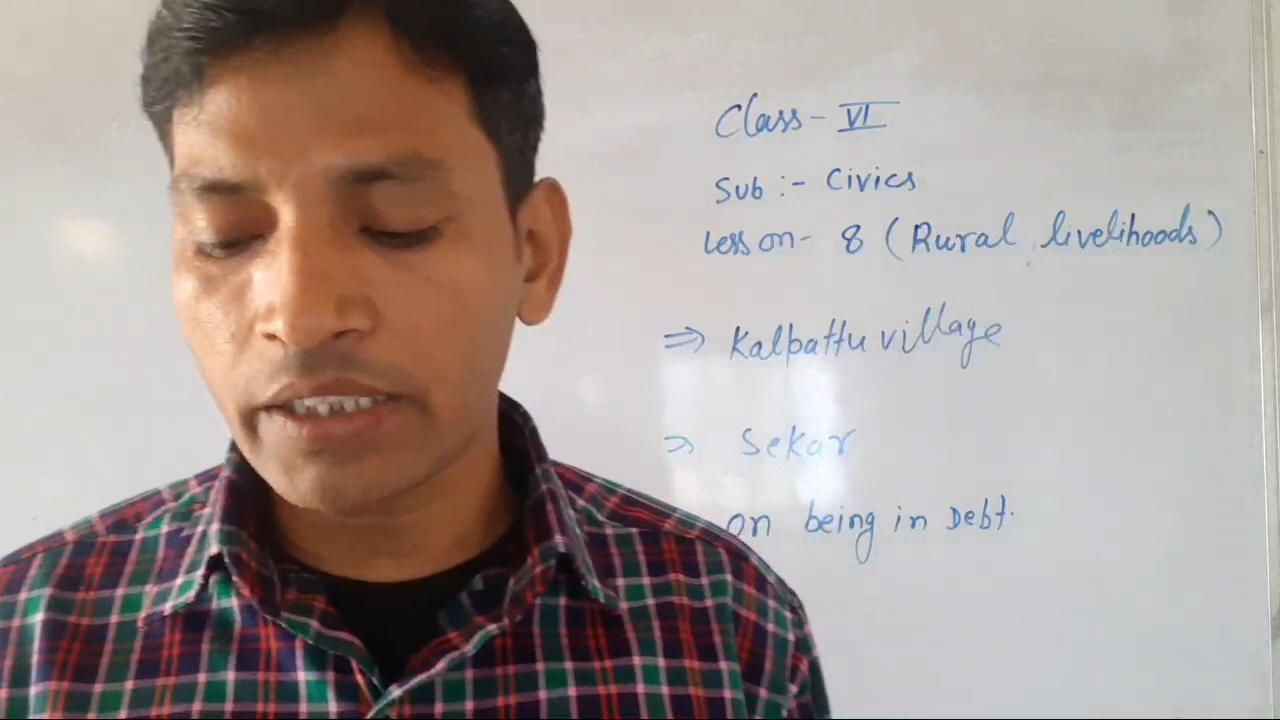 Class - VI
Sub :- Civics
Lesson - 8 (Rural livelihoods)
⇒ Kalpattu village
⇒ Sekar
on being in Debt.